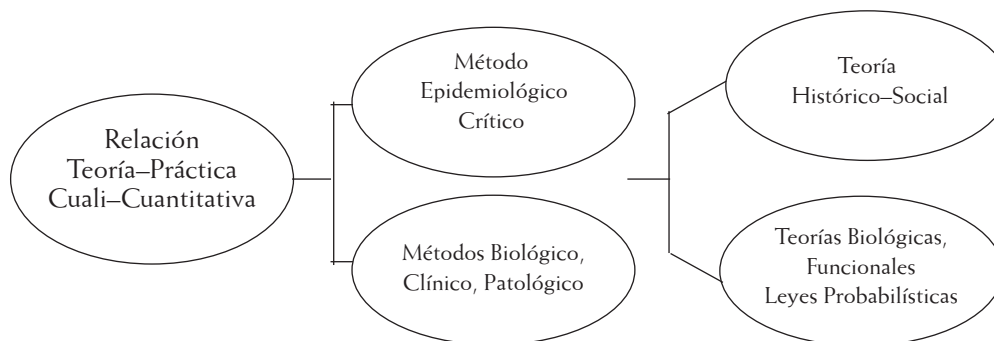 Relación
Teoría–Práctica
Cuali–Cuantitativa
Método
Epidemiológico
Crítico
Métodos Biológico,
Clínico, Patológico
Teoría
Histórico–Social
Teorías Biológicas,
Funcionales
Leyes Probabilísticas